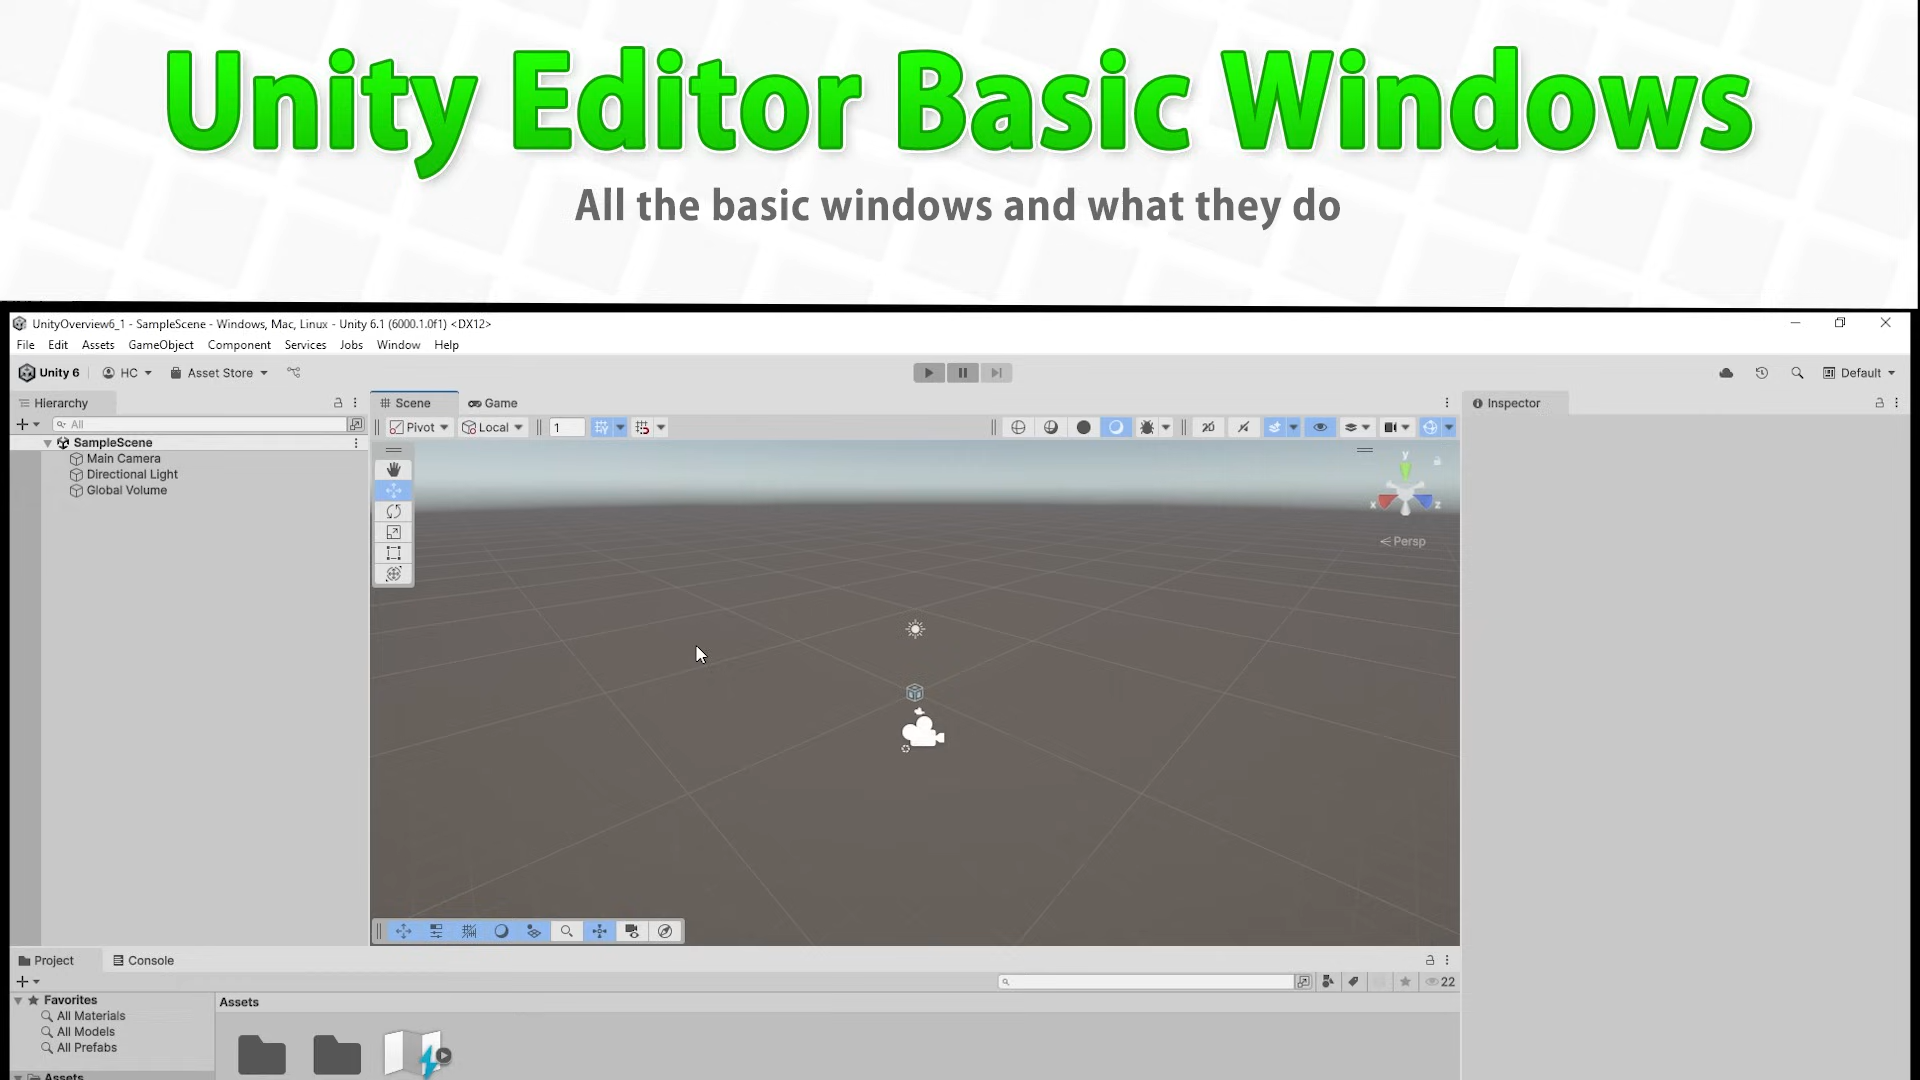 Unity Editor Basic Windows
All the basic windows and what they do
UnityOverview6_1 - SampleScene - Windows, Mac, Linux - Unity 6.1 (6000.1.0f1) <DX12>
File Edit Assets GameObject Component Services Jobs Window Help
Unity 6 HC Asset Store Default
Hierarchy Scene Game Inspector
All Pivot Local 1 2D
SampleScene
Main Camera
Directional Light
Global Volume
y
x z
Persp
Project Console
22
Favorites Assets
All Materials
All Models
All Prefabs
Assets